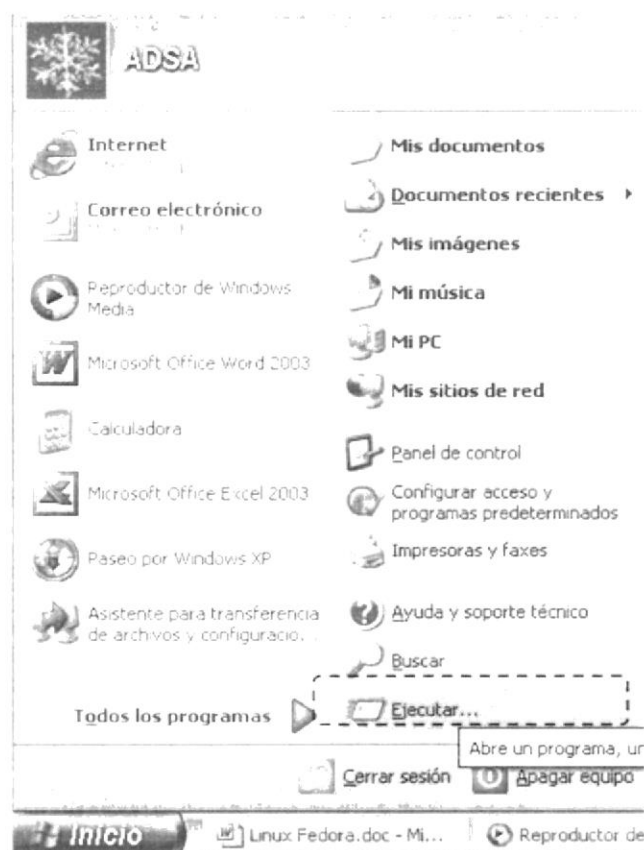 ADSA
Internet
Correo electrónico
Reproductor de Windows
Media
Microsoft Office Word 2003
Calculadora
Microsoft Office Excel 2003
Paseo por Windows XP
Asistente para transferencia
de archivos y configuracio...
Todos los programas
Mis documentos
Documentos recientes
Mis imágenes
Mi música
Mi PC
Mis sitios de red
Panel de control
Configurar acceso y
programas predeterminados
Impresoras y faxes
Ayuda y soporte técnico
Buscar
Ejecutar...
Abre un programa, un
Cerrar sesión
Apagar equipo
Inicio
Linux Fedora.doc - Mi...
Reproductor de